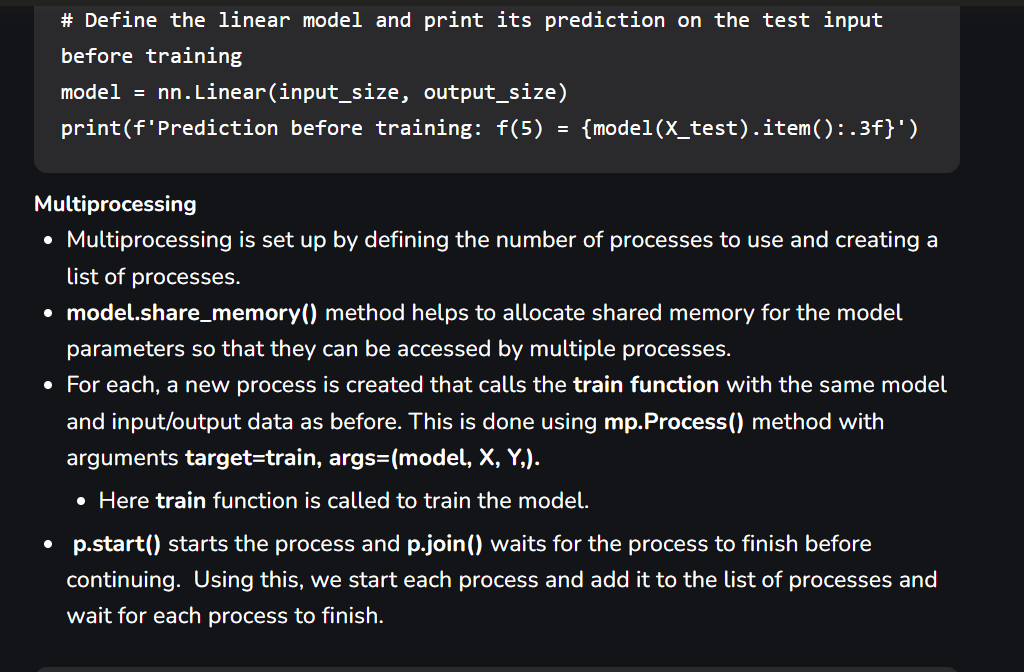 # Define the linear model and print its prediction on the test input
before training
model = nn.Linear(input_size, output_size)
print(f'Prediction before training: f(5) = {model(X_test).item():.3f}')
Multiprocessing
• Multiprocessing is set up by defining the number of processes to use and creating a
list of processes.
• model.share_memory() method helps to allocate shared memory for the model
parameters so that they can be accessed by multiple processes.
• For each, a new process is created that calls the train function with the same model
and input/output data as before. This is done using mp.Process() method with
arguments target=train, args=(model, X, Y,).
• Here train function is called to train the model.
• p.start() starts the process and p.join() waits for the process to finish before
continuing.  Using this, we start each process and add it to the list of processes and
wait for each process to finish.